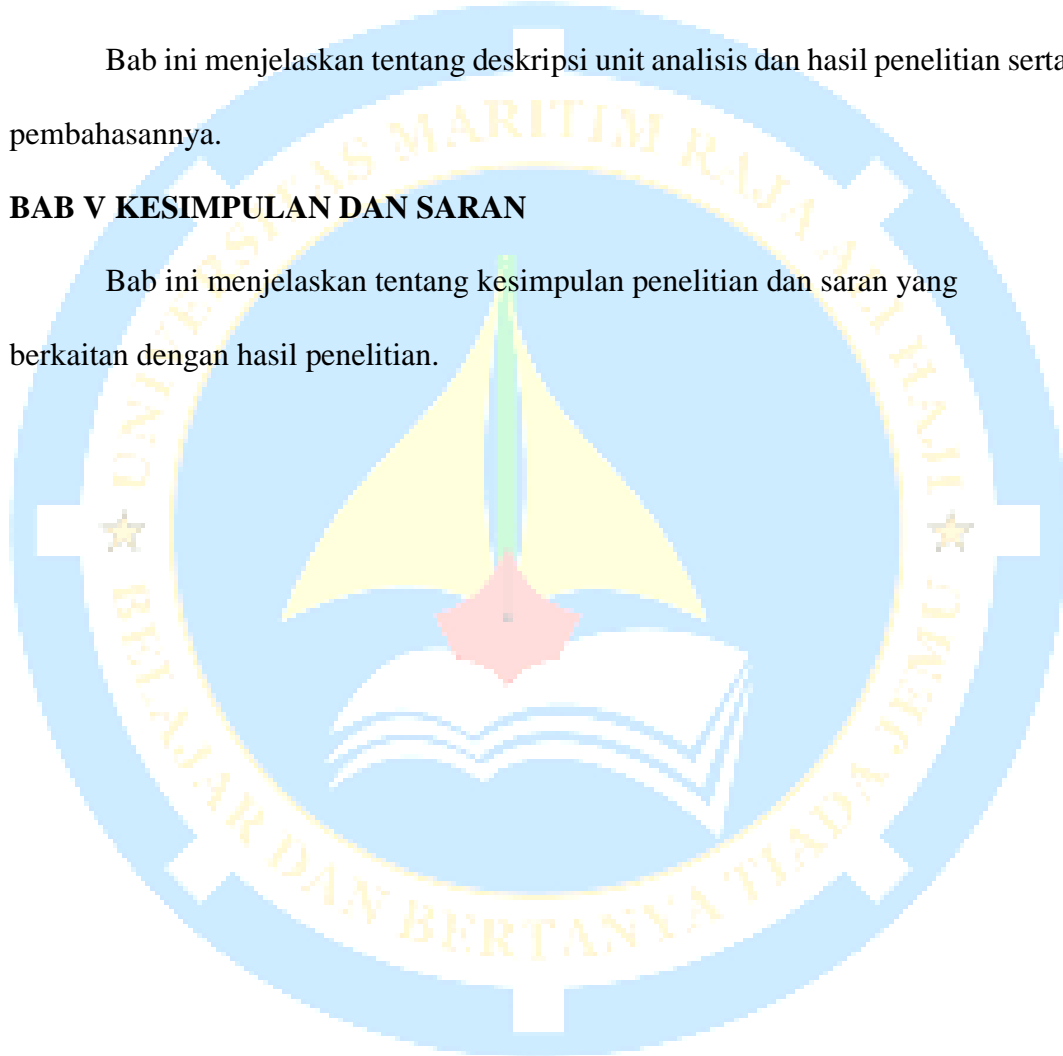 Bab ini menjelaskan tentang deskripsi unit analisis dan hasil penelitian serta
pembahasannya.
BAB V KESIMPULAN DAN SARAN
Bab ini menjelaskan tentang kesimpulan penelitian dan saran yang
berkaitan dengan hasil penelitian.
UNIVERSITAS MARITIM RAJA ALI HAJI
BELAJAR DAN BERTANYA TIADA JEMU